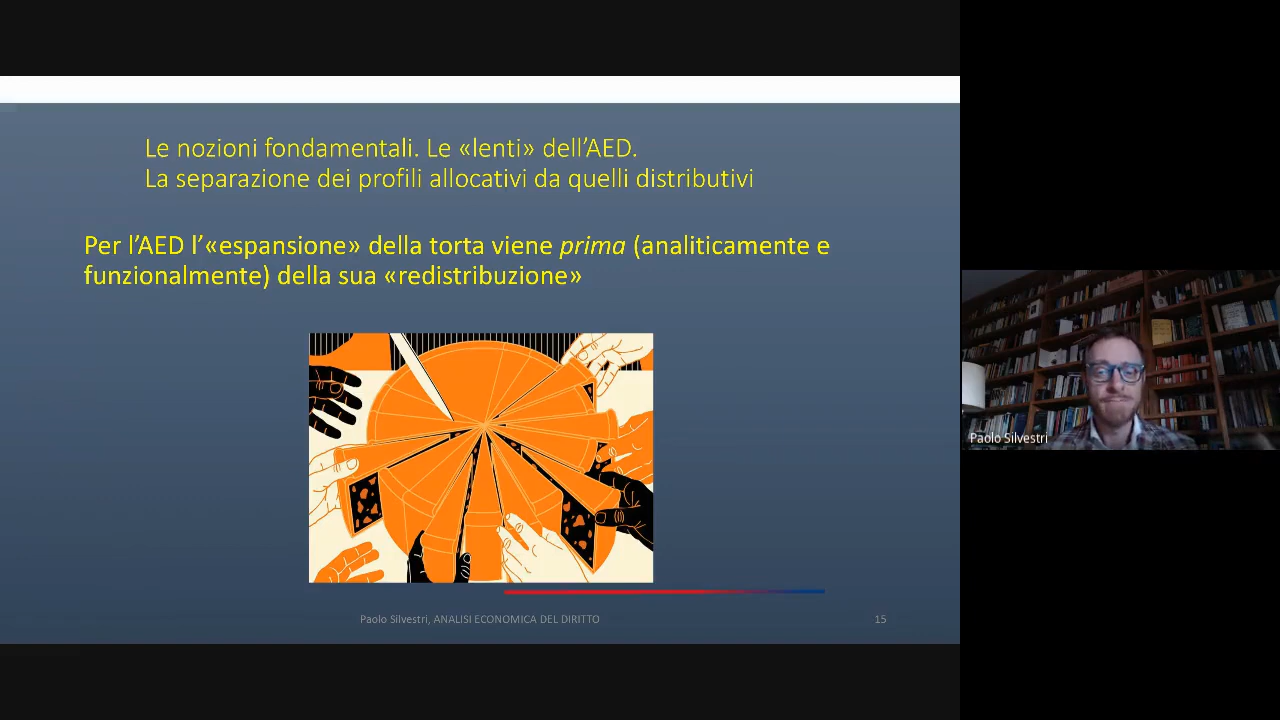 Le nozioni fondamentali. Le «lenti» dell’AED.
La separazione dei profili allocativi da quelli distributivi
Per l’AED l’«espansione» della torta viene prima (analiticamente e
funzionalmente) della sua «redistribuzione»
Paolo Silvestri, ANALISI ECONOMICA DEL DIRITTO
15
Paolo Silvestri